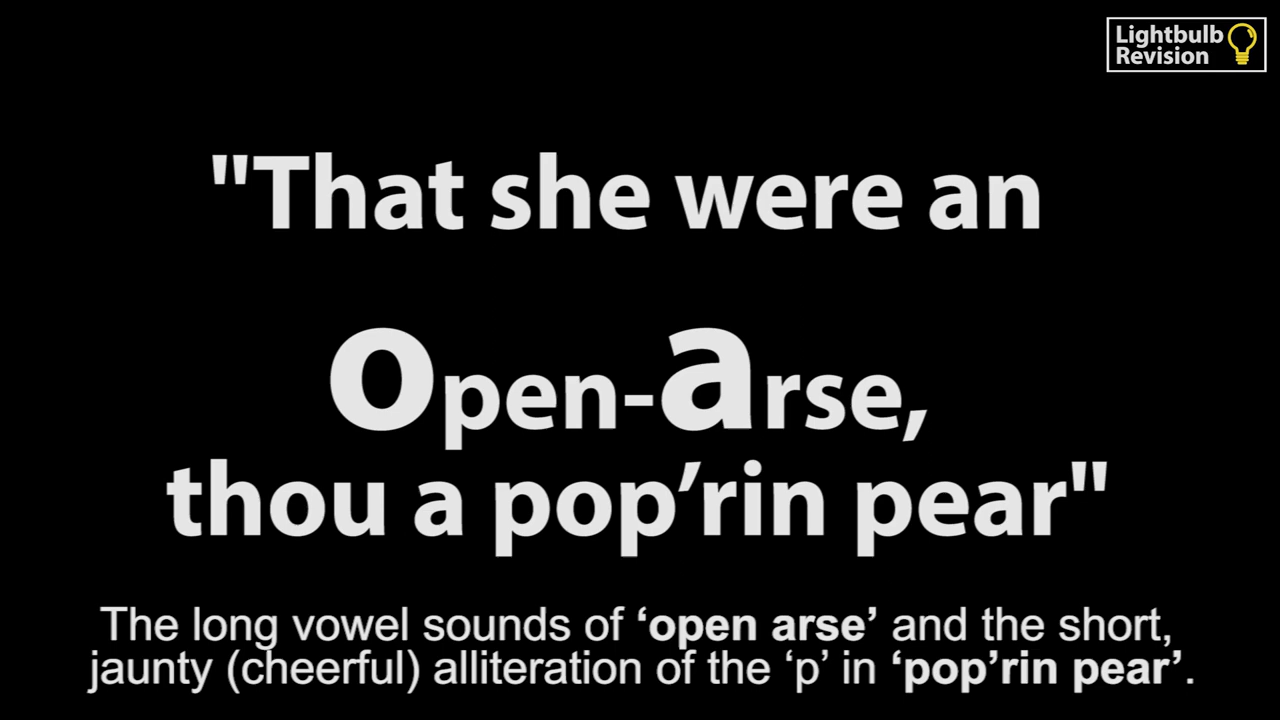 Lightbulb
Revision
"That she were an
open-arse,
thou a pop’rin pear"
The long vowel sounds of ‘open arse’ and the short,
jaunty (cheerful) alliteration of the ‘p’ in ‘pop’rin pear’.